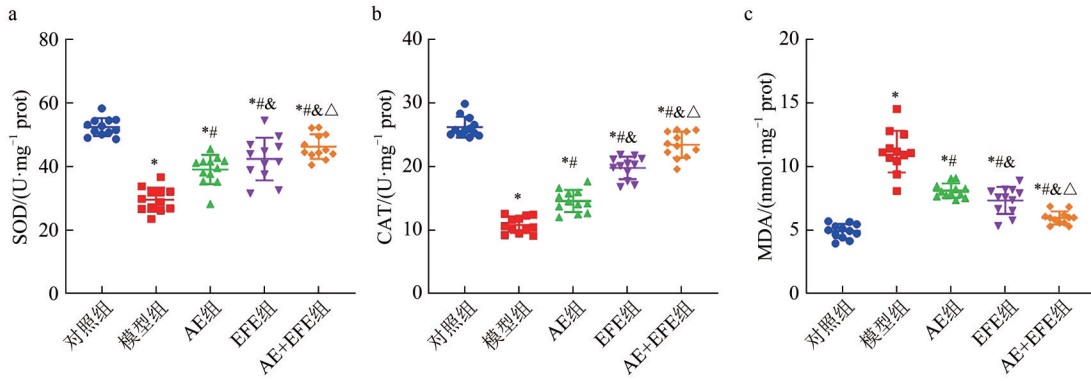 a
SOD/(U·mg⁻¹ prot)
80
60
40
20
0
*
*#
*#&
*#&△
对照组
模型组
AE组
EFE组
AE+EFE组
b
CAT/(U·mg⁻¹ prot)
40
30
20
10
0
*
*#
*#&
*#&△
对照组
模型组
AE组
EFE组
AE+EFE组
c
MDA/(nmol·mg⁻¹ prot)
20
15
10
5
0
*
*#
*#&
*#&△
对照组
模型组
AE组
EFE组
AE+EFE组